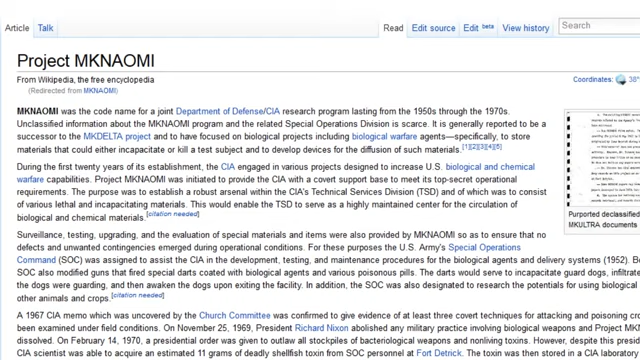 Article Talk Read Edit source Edit beta View history Search
Project MKNAOMI
From Wikipedia, the free encyclopedia
(Redirected from MKNAOMI)
Coordinates: 38°
MKNAOMI was the code name for a joint Department of Defense/CIA research program lasting from the 1950s through the 1970s.
Unclassified information about the MKNAOMI program and the related Special Operations Division is scarce. It is generally reported to be a
successor to the MKDELTA project and to have focused on biological projects including biological warfare agents—specifically, to store
materials that could either incapacitate or kill a test subject and to develop devices for the diffusion of such materials.[1][2][3][4][5]
During the first twenty years of its establishment, the CIA engaged in various projects designed to increase U.S. biological and chemical
warfare capabilities. Project MKNAOMI was initiated to provide the CIA with a covert support base to meet its top-secret operational
requirements. The purpose was to establish a robust arsenal within the CIA's Technical Services Division (TSD) and of which was to consist
of various lethal and incapacitating materials. This would enable the TSD to serve as a highly maintained center for the circulation of
biological and chemical materials.[citation needed]
Purported declassified
MKULTRA documents
Surveillance, testing, upgrading, and the evaluation of special materials and items were also provided by MKNAOMI so as to ensure that no
defects and unwanted contingencies emerged during operational conditions. For these purposes the U.S. Army's Special Operations
Command (SOC) was assigned to assist the CIA in the development, testing, and maintenance procedures for the biological agents and delivery systems (1952). Bo
SOC also modified guns that fired special darts coated with biological agents and various poisonous pills. The darts would serve to incapacitate guard dogs, infiltrate
the dogs were guarding, and then awaken the dogs upon exiting the facility. In addition, the SOC was also designated to research the potentials for using biological
other animals and crops.[citation needed]
A 1967 CIA memo which was uncovered by the Church Committee was confirmed to give evidence of at least three covert techniques for attacking and poisoning cro
been examined under field conditions. On November 25, 1969, President Richard Nixon abolished any military practice involving biological weapons and Project MK
dissolved. On February 14, 1970, a presidential order was given to outlaw all stockpiles of bacteriological weapons and nonliving toxins. However, despite this presid
CIA scientist was able to acquire an estimated 11 grams of deadly shellfish toxin from SOC personnel at Fort Detrick. The toxin was then stored in a CIA laborator